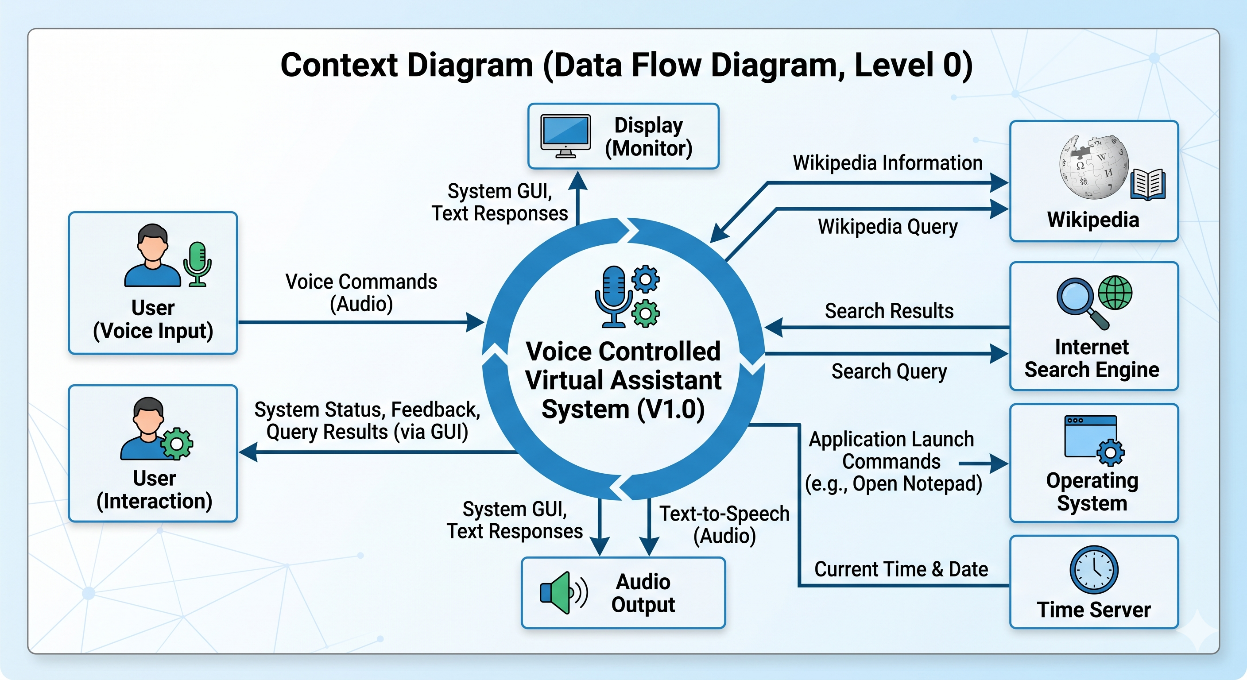 Context Diagram (Data Flow Diagram, Level 0)
Display
(Monitor)
System GUI,
Text Responses
Wikipedia Information
Wikipedia Query
Wikipedia
User
(Voice Input)
Voice Commands
(Audio)
Voice Controlled
Virtual Assistant
System (V1.0)
Search Results
Search Query
Internet
Search Engine
User
(Interaction)
System Status, Feedback,
Query Results (via GUI)
Application Launch
Commands
(e.g., Open Notepad)
Operating
System
System GUI,
Text Responses
Text-to-Speech
(Audio)
Audio
Output
Current Time & Date
Time Server